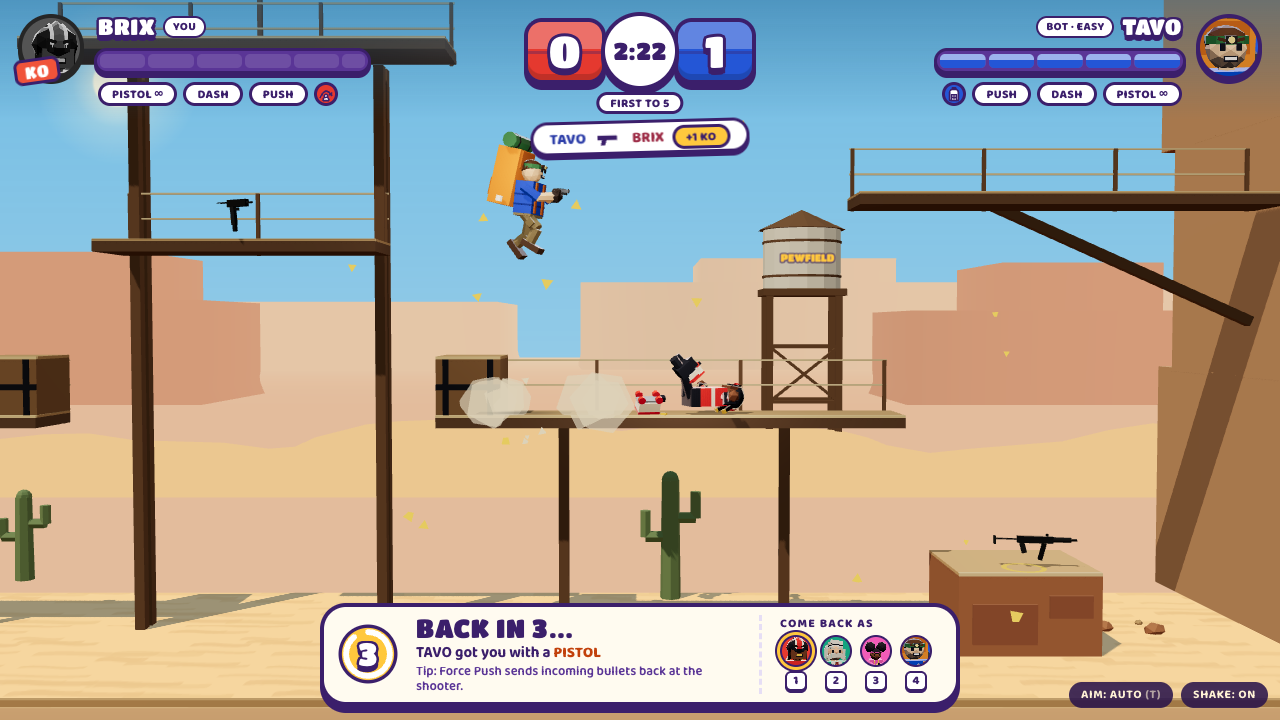 BRIX YOU
KO
PISTOL ∞ DASH PUSH
0 2:22 1
FIRST TO 5
TAVO BRIX +1 KO
BOT · EASY TAVO
PUSH DASH PISTOL ∞
PEWFIELD
3
BACK IN 3...
TAVO got you with a PISTOL
Tip: Force Push sends incoming bullets back at the
shooter.
COME BACK AS
1 2 3 4
AIM: AUTO (T) SHAKE: ON